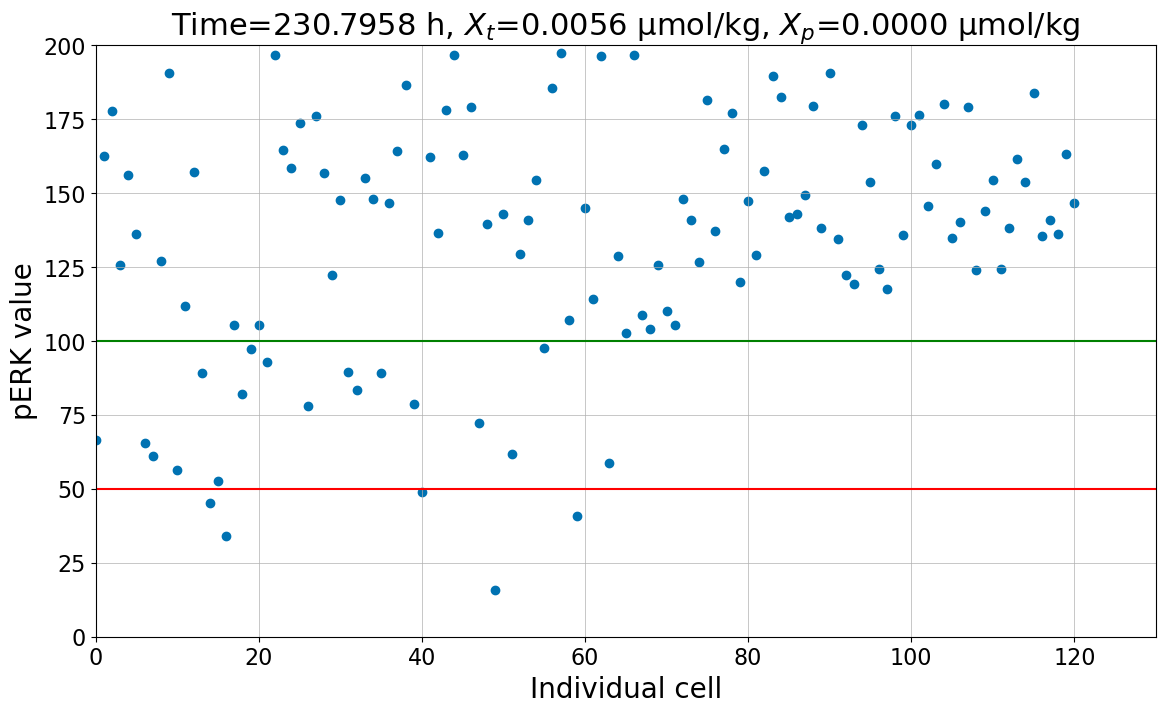 Time=230.7958 h, Xₜ=0.0056 μmol/kg, Xₚ=0.0000 μmol/kg
200
175
150
125
100
75
50
25
0
pERK value
0 20 40 60 80 100 120
Individual cell